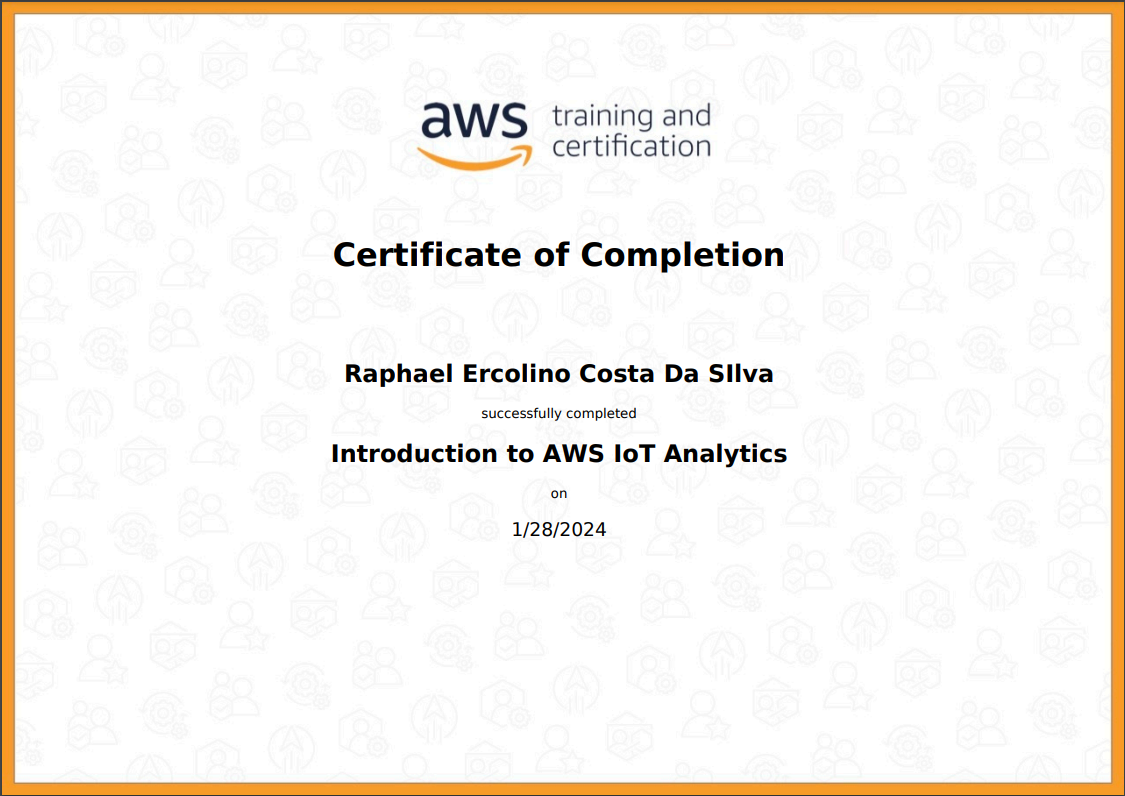 aws training and
certification
Certificate of Completion
Raphael Ercolino Costa Da SIlva
successfully completed
Introduction to AWS IoT Analytics
on
1/28/2024